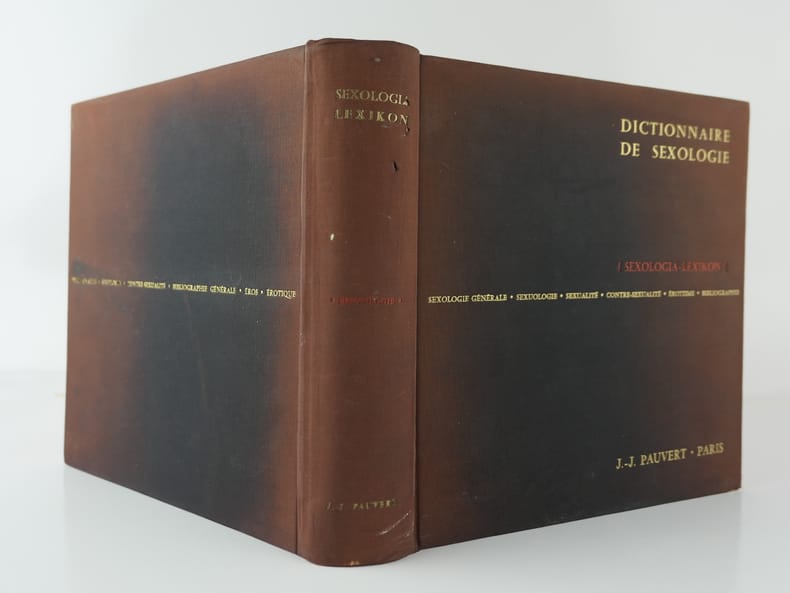 CONTRE-SEXUALITÉ • BIBLIOGRAPHIE GÉNÉRALE • ÉROS • ÉROTIQUE
SEXOLOGIA
LEXIKON
J.-J. PAUVERT
DICTIONNAIRE
DE SEXOLOGIE
( SEXOLOGIA-LEXIKON )
SEXOLOGIE GÉNÉRALE • SEXUOLOGIE • SEXUALITÉ • CONTRE-SEXUALITÉ • ÉROTISME • BIBLIOGRAPHIE
J.-J. PAUVERT • PARIS